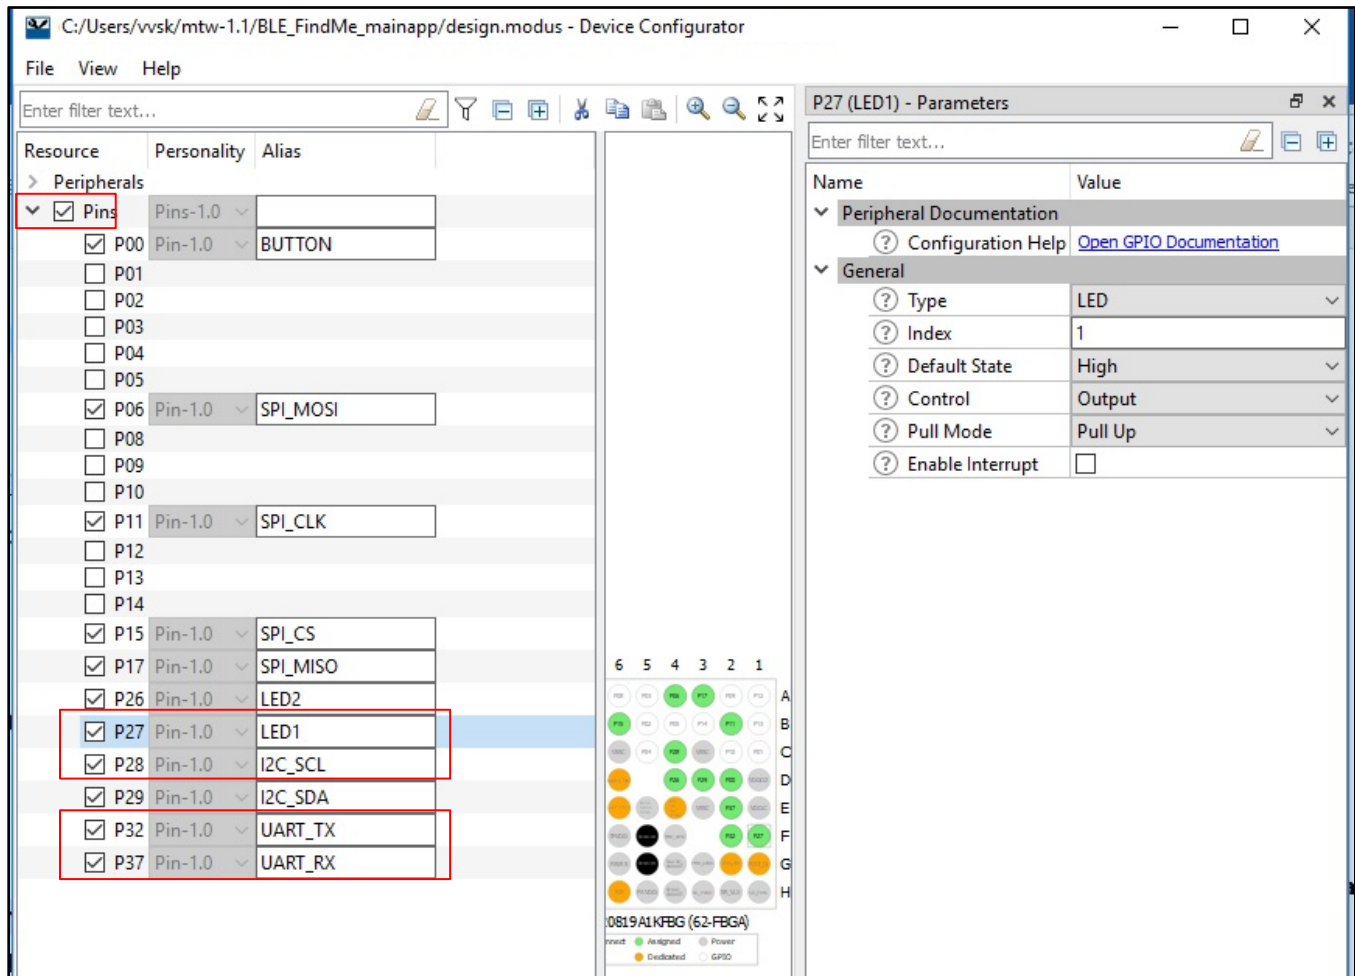 C:/Users/vvsk/mtw-1.1/BLE_FindMe_mainapp/design.modus - Device Configurator
File View Help
Enter filter text...
Resource Personality Alias
Peripherals
Pins Pins-1.0
P00 Pin-1.0 BUTTON
P01
P02
P03
P04
P05
P06 Pin-1.0 SPI_MOSI
P08
P09
P10
P11 Pin-1.0 SPI_CLK
P12
P13
P14
P15 Pin-1.0 SPI_CS
P17 Pin-1.0 SPI_MISO
P26 Pin-1.0 LED2
P27 Pin-1.0 LED1
P28 Pin-1.0 I2C_SCL
P29 Pin-1.0 I2C_SDA
P32 Pin-1.0 UART_TX
P37 Pin-1.0 UART_RX
6 5 4 3 2 1
A
B
C
D
E
F
G
H
0819A1KFBG (62-FBGA)
nnect Assigned Power
Dedicated GPIO
P27 (LED1) - Parameters
Enter filter text...
Name Value
Peripheral Documentation
? Configuration Help Open GPIO Documentation
General
? Type LED
? Index 1
? Default State High
? Control Output
? Pull Mode Pull Up
? Enable Interrupt